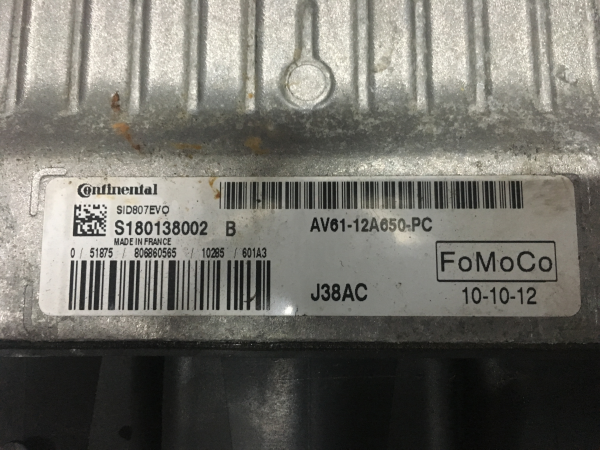 Continental
SID807EVO
S180138002 B
MADE IN FRANCE
0 / 51875 / 806860565 / 10285 / 601A3
AV61-12A650-PC
FoMoCo
J38AC 10-10-12